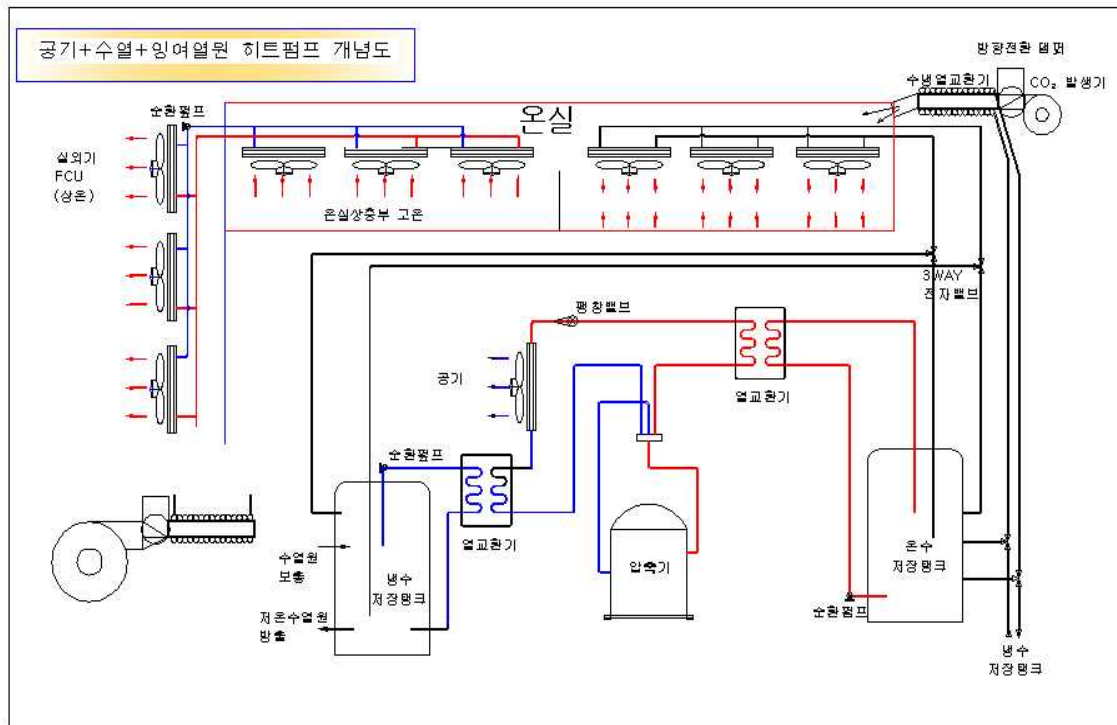 공기+수열+잉여열원 히트펌프 개념도
방향전환 댐퍼
수냉열교환기
CO₂ 발생기
순환펌프
온실
실외기
FCU
(상온)
온실상층부 고온
3WAY
전자밸브
팽창밸브
공기
열교환기
순환펌프
열교환기
압축기
온수
저장탱크
수열원
보충
냉수
저장탱크
저온수열원
방출
순환펌프
냉수
저장탱크